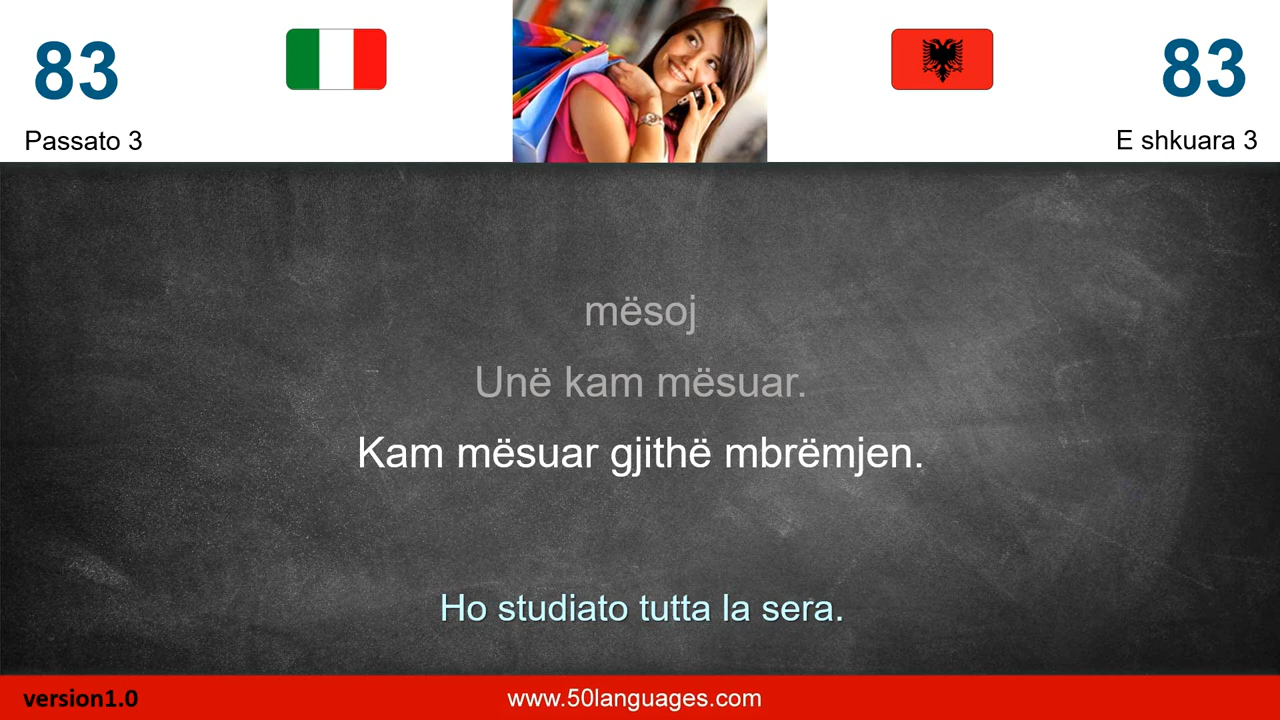 83
83
Passato 3
E shkuara 3
mësoj
Unë kam mësuar.
Kam mësuar gjithë mbrëmjen.
Ho studiato tutta la sera.
version1.0
www.50languages.com